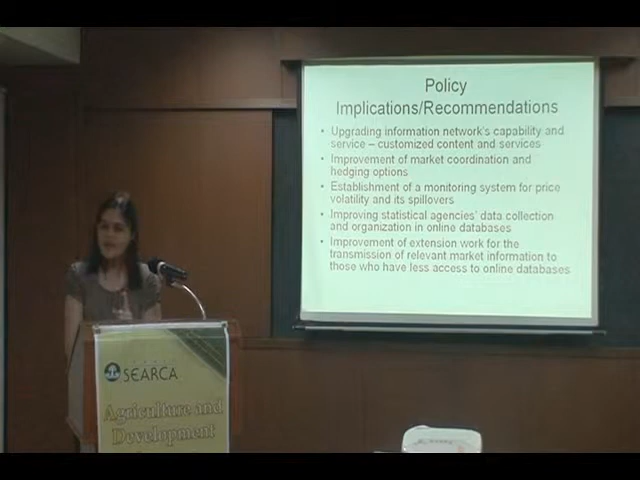 Policy
Implications/Recommendations
• Upgrading information network's capability and
service – customized content and services
• Improvement of market coordination and
hedging options
• Establishment of a monitoring system for price
volatility and its spillovers
• Improving statistical agencies' data collection
and organization in online databases
• Improvement of extension work for the
transmission of relevant market information to
those who have less access to online databases
SEARCA
Agriculture and
Development